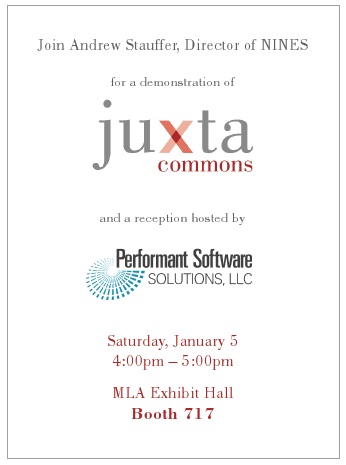 Join Andrew Stauffer, Director of NINES
for a demonstration of
juxta
commons
and a reception hosted by
Performant Software
SOLUTIONS, LLC
Saturday, January 5
4:00pm – 5:00pm
MLA Exhibit Hall
Booth 717